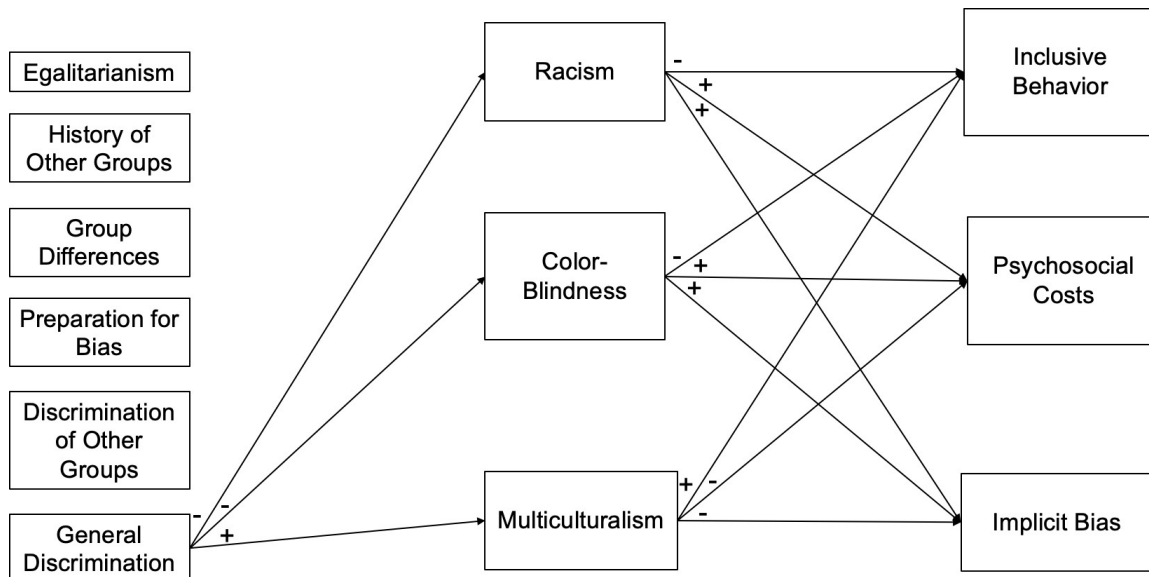 Egalitarianism
History of
Other Groups
Group
Differences
Preparation for
Bias
Discrimination
of Other
Groups
General
Discrimination
-
-
+
Racism
-
+
+
Color-
Blindness
-
+
+
Multiculturalism
+
-
-
Inclusive
Behavior
Psychosocial
Costs
Implicit Bias